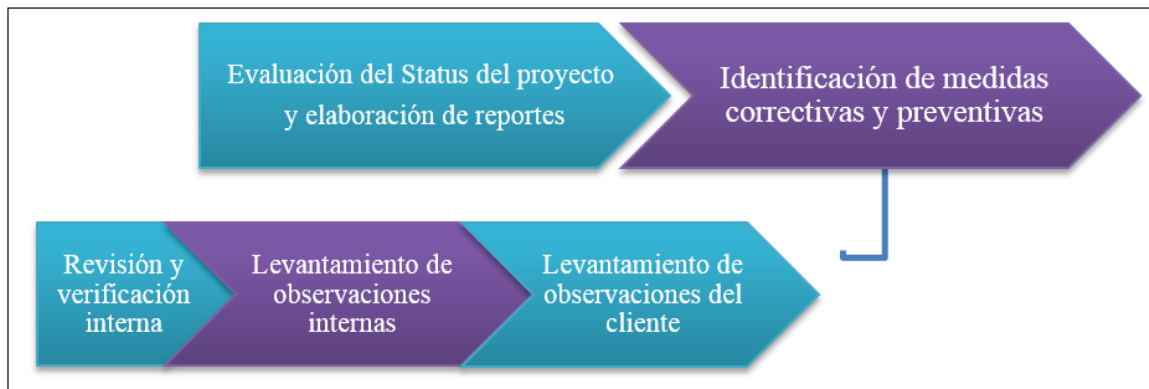 Evaluación del Status del proyecto
y elaboración de reportes
Identificación de medidas
correctivas y preventivas
Revisión y
verificación
interna
Levantamiento de
observaciones
internas
Levantamiento de
observaciones del
cliente